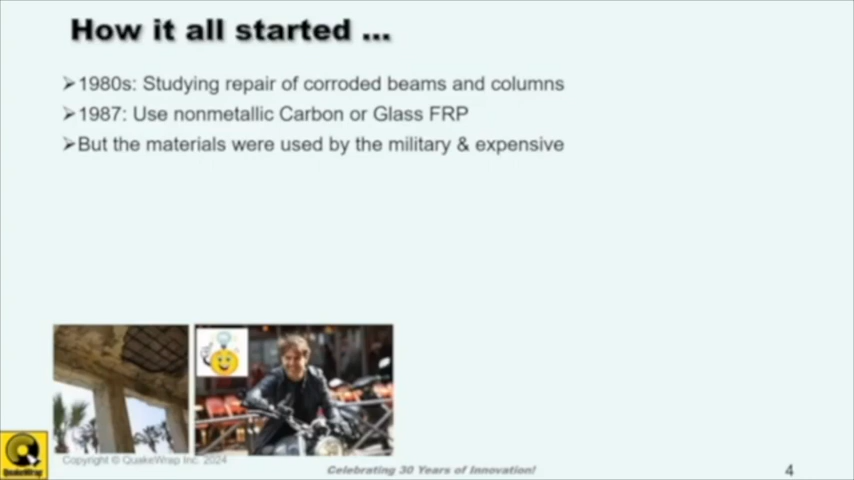 How it all started ...
➢1980s: Studying repair of corroded beams and columns
➢1987: Use nonmetallic Carbon or Glass FRP
➢But the materials were used by the military & expensive
QuakeWrap
Copyright © QuakeWrap Inc. 2024
Celebrating 30 Years of Innovation!
4